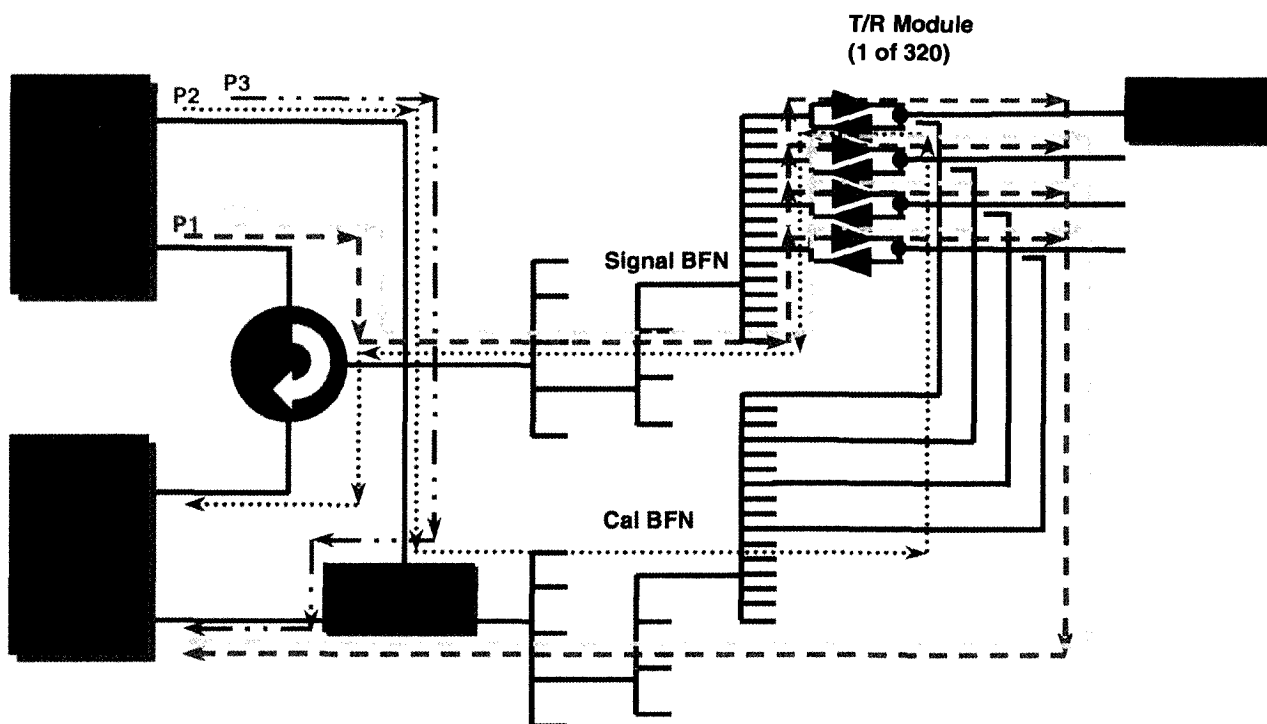 T/R Module
(1 of 320)
P3
P2
P1
Signal BFN
Cal BFN